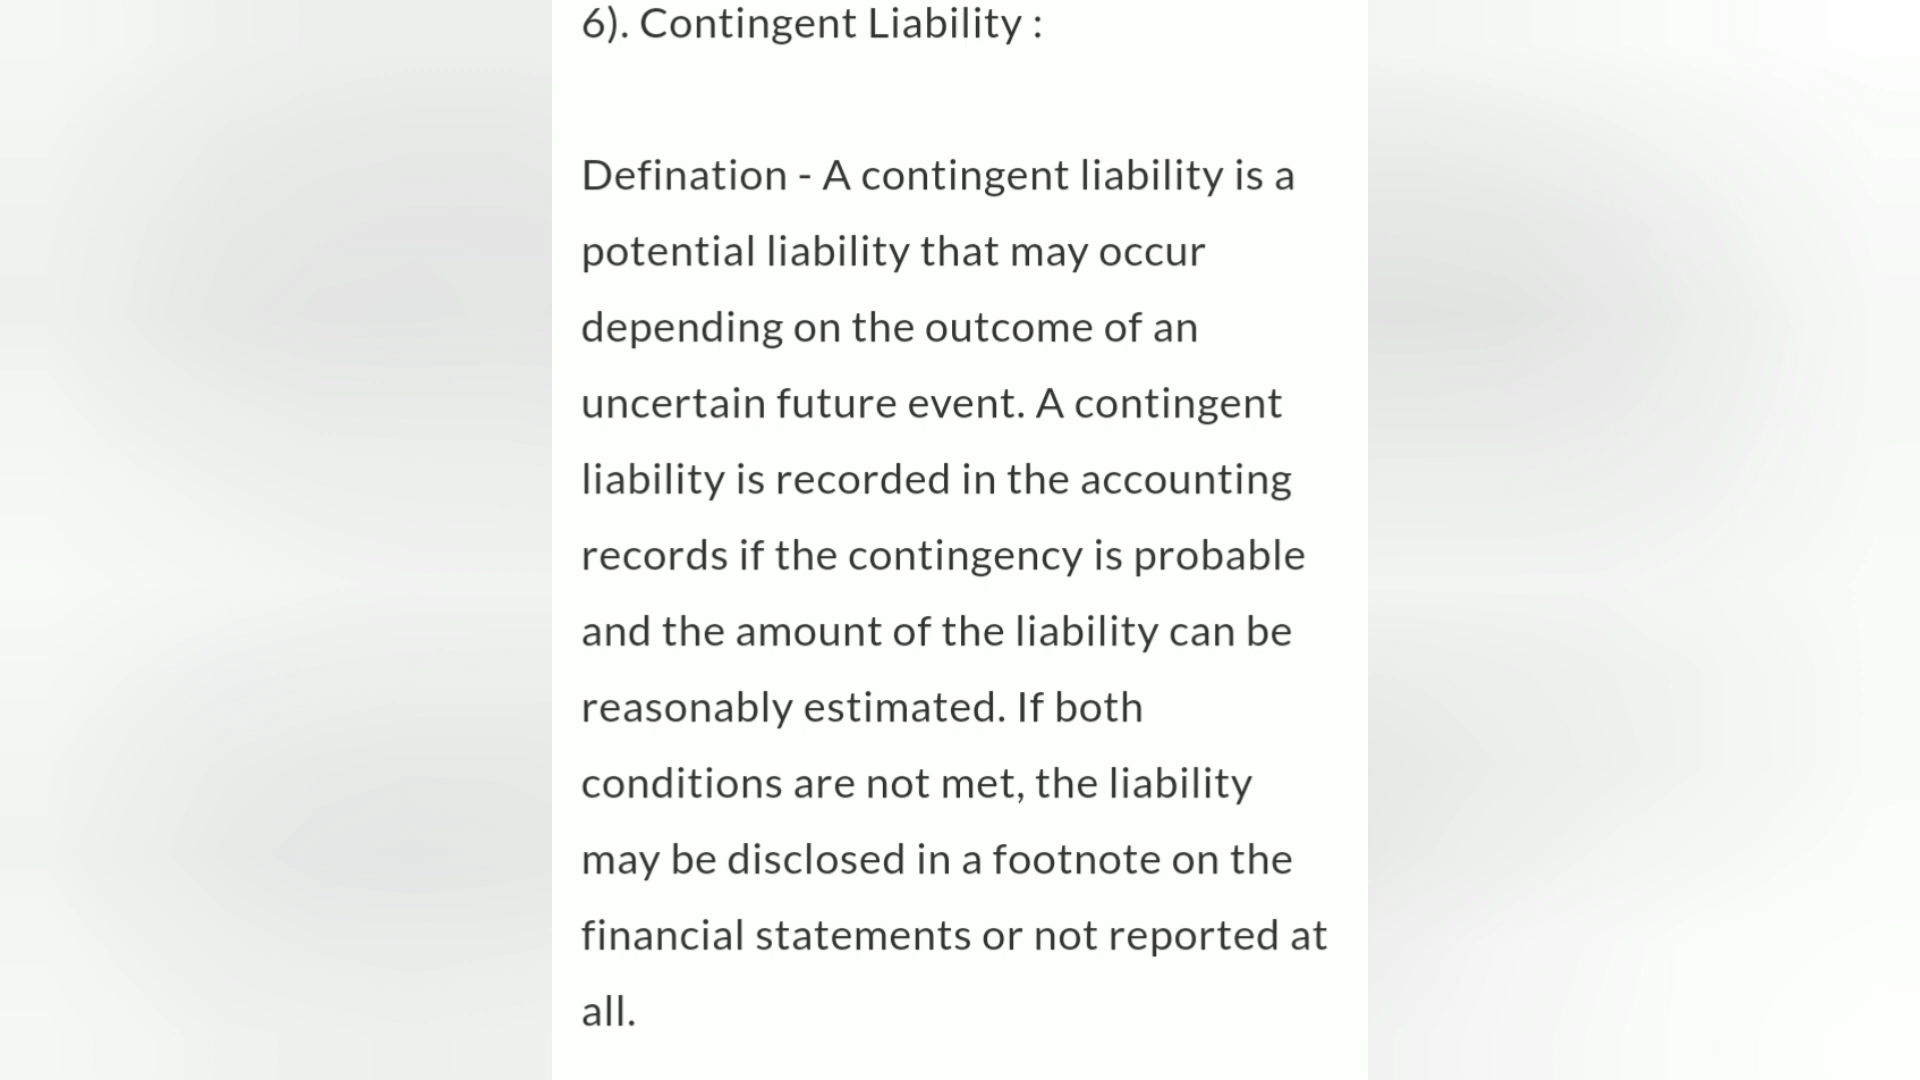 6). Contingent Liability :
Defination - A contingent liability is a
potential liability that may occur
depending on the outcome of an
uncertain future event. A contingent
liability is recorded in the accounting
records if the contingency is probable
and the amount of the liability can be
reasonably estimated. If both
conditions are not met, the liability
may be disclosed in a footnote on the
financial statements or not reported at
all.